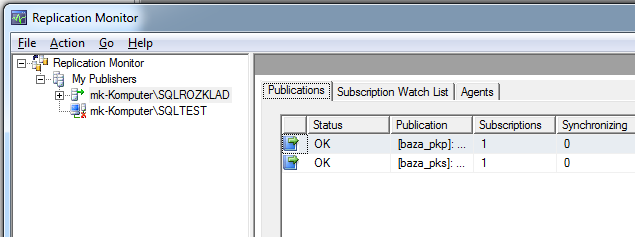 Replication Monitor
File Action Go Help
Replication Monitor
My Publishers
mk-Komputer\SQLROZKLAD
mk-Komputer\SQLTEST
Publications Subscription Watch List Agents
Status Publication Subscriptions Synchronizing
OK [baza_pkp]: ... 1 0
OK [baza_pks]: ... 1 0